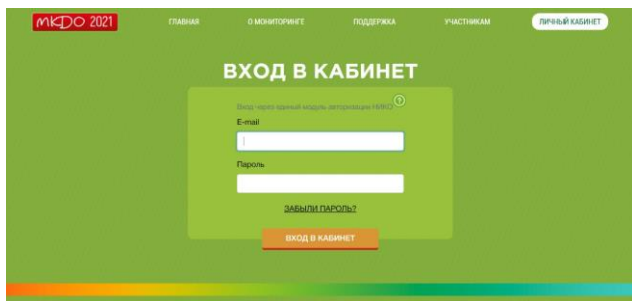 МКДО 2021
ГЛАВНАЯ
О МОНИТОРИНГЕ
ПОДДЕРЖКА
УЧАСТНИКАМ
ЛИЧНЫЙ КАБИНЕТ
ВХОД В КАБИНЕТ
Вход через единый модуль авторизации НИКО ?
E-mail
Пароль
ЗАБЫЛИ ПАРОЛЬ?
ВХОД В КАБИНЕТ